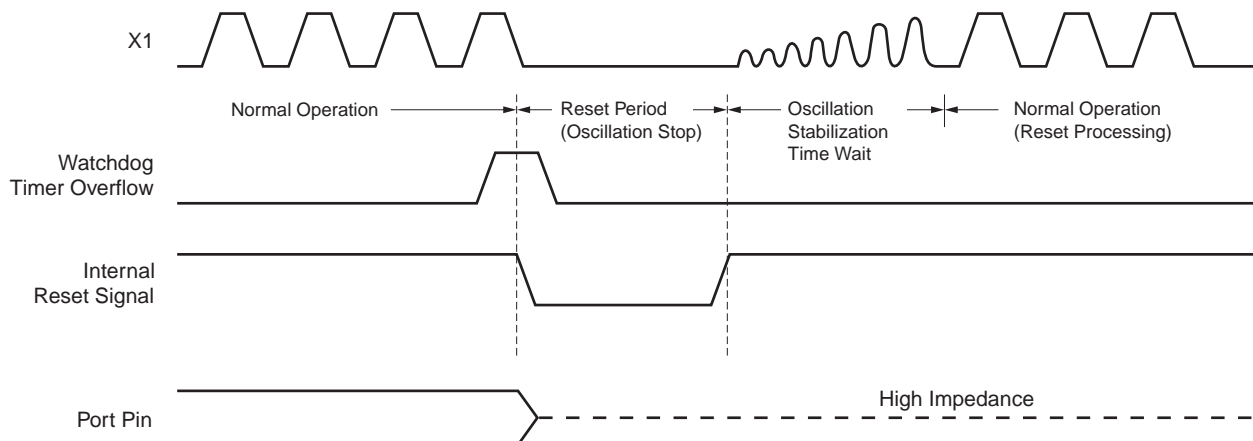 X1
Normal Operation
Reset Period
(Oscillation Stop)
Oscillation
Stabilization
Time Wait
Normal Operation
(Reset Processing)
Watchdog
Timer Overflow
Internal
Reset Signal
High Impedance
Port Pin